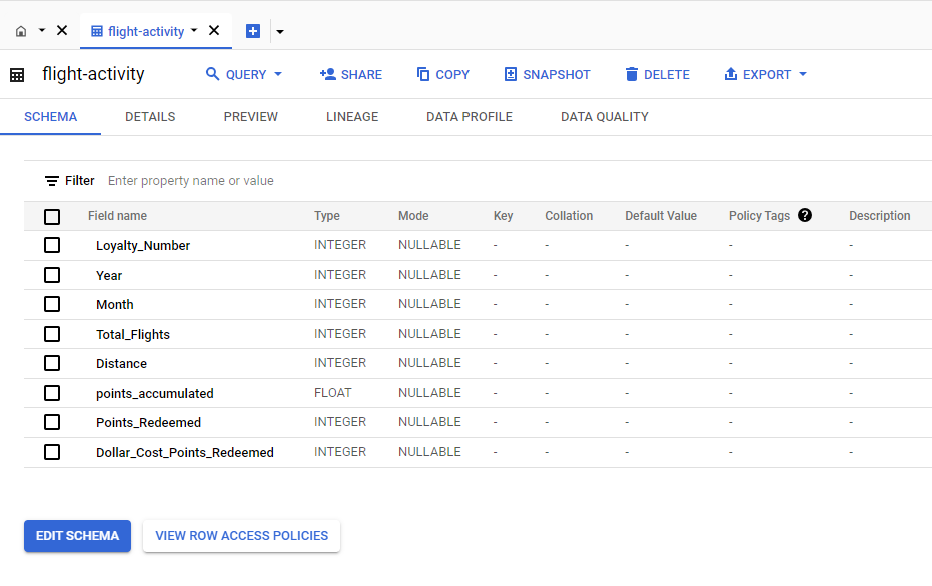 flight-activity
flight-activity QUERY SHARE COPY SNAPSHOT DELETE EXPORT
SCHEMA DETAILS PREVIEW LINEAGE DATA PROFILE DATA QUALITY
Filter Enter property name or value
Field name Type Mode Key Collation Default Value Policy Tags ? Description
Loyalty_Number INTEGER NULLABLE - - - - -
Year INTEGER NULLABLE - - - - -
Month INTEGER NULLABLE - - - - -
Total_Flights INTEGER NULLABLE - - - - -
Distance INTEGER NULLABLE - - - - -
points_accumulated FLOAT NULLABLE - - - - -
Points_Redeemed INTEGER NULLABLE - - - - -
Dollar_Cost_Points_Redeemed INTEGER NULLABLE - - - - -
EDIT SCHEMA VIEW ROW ACCESS POLICIES